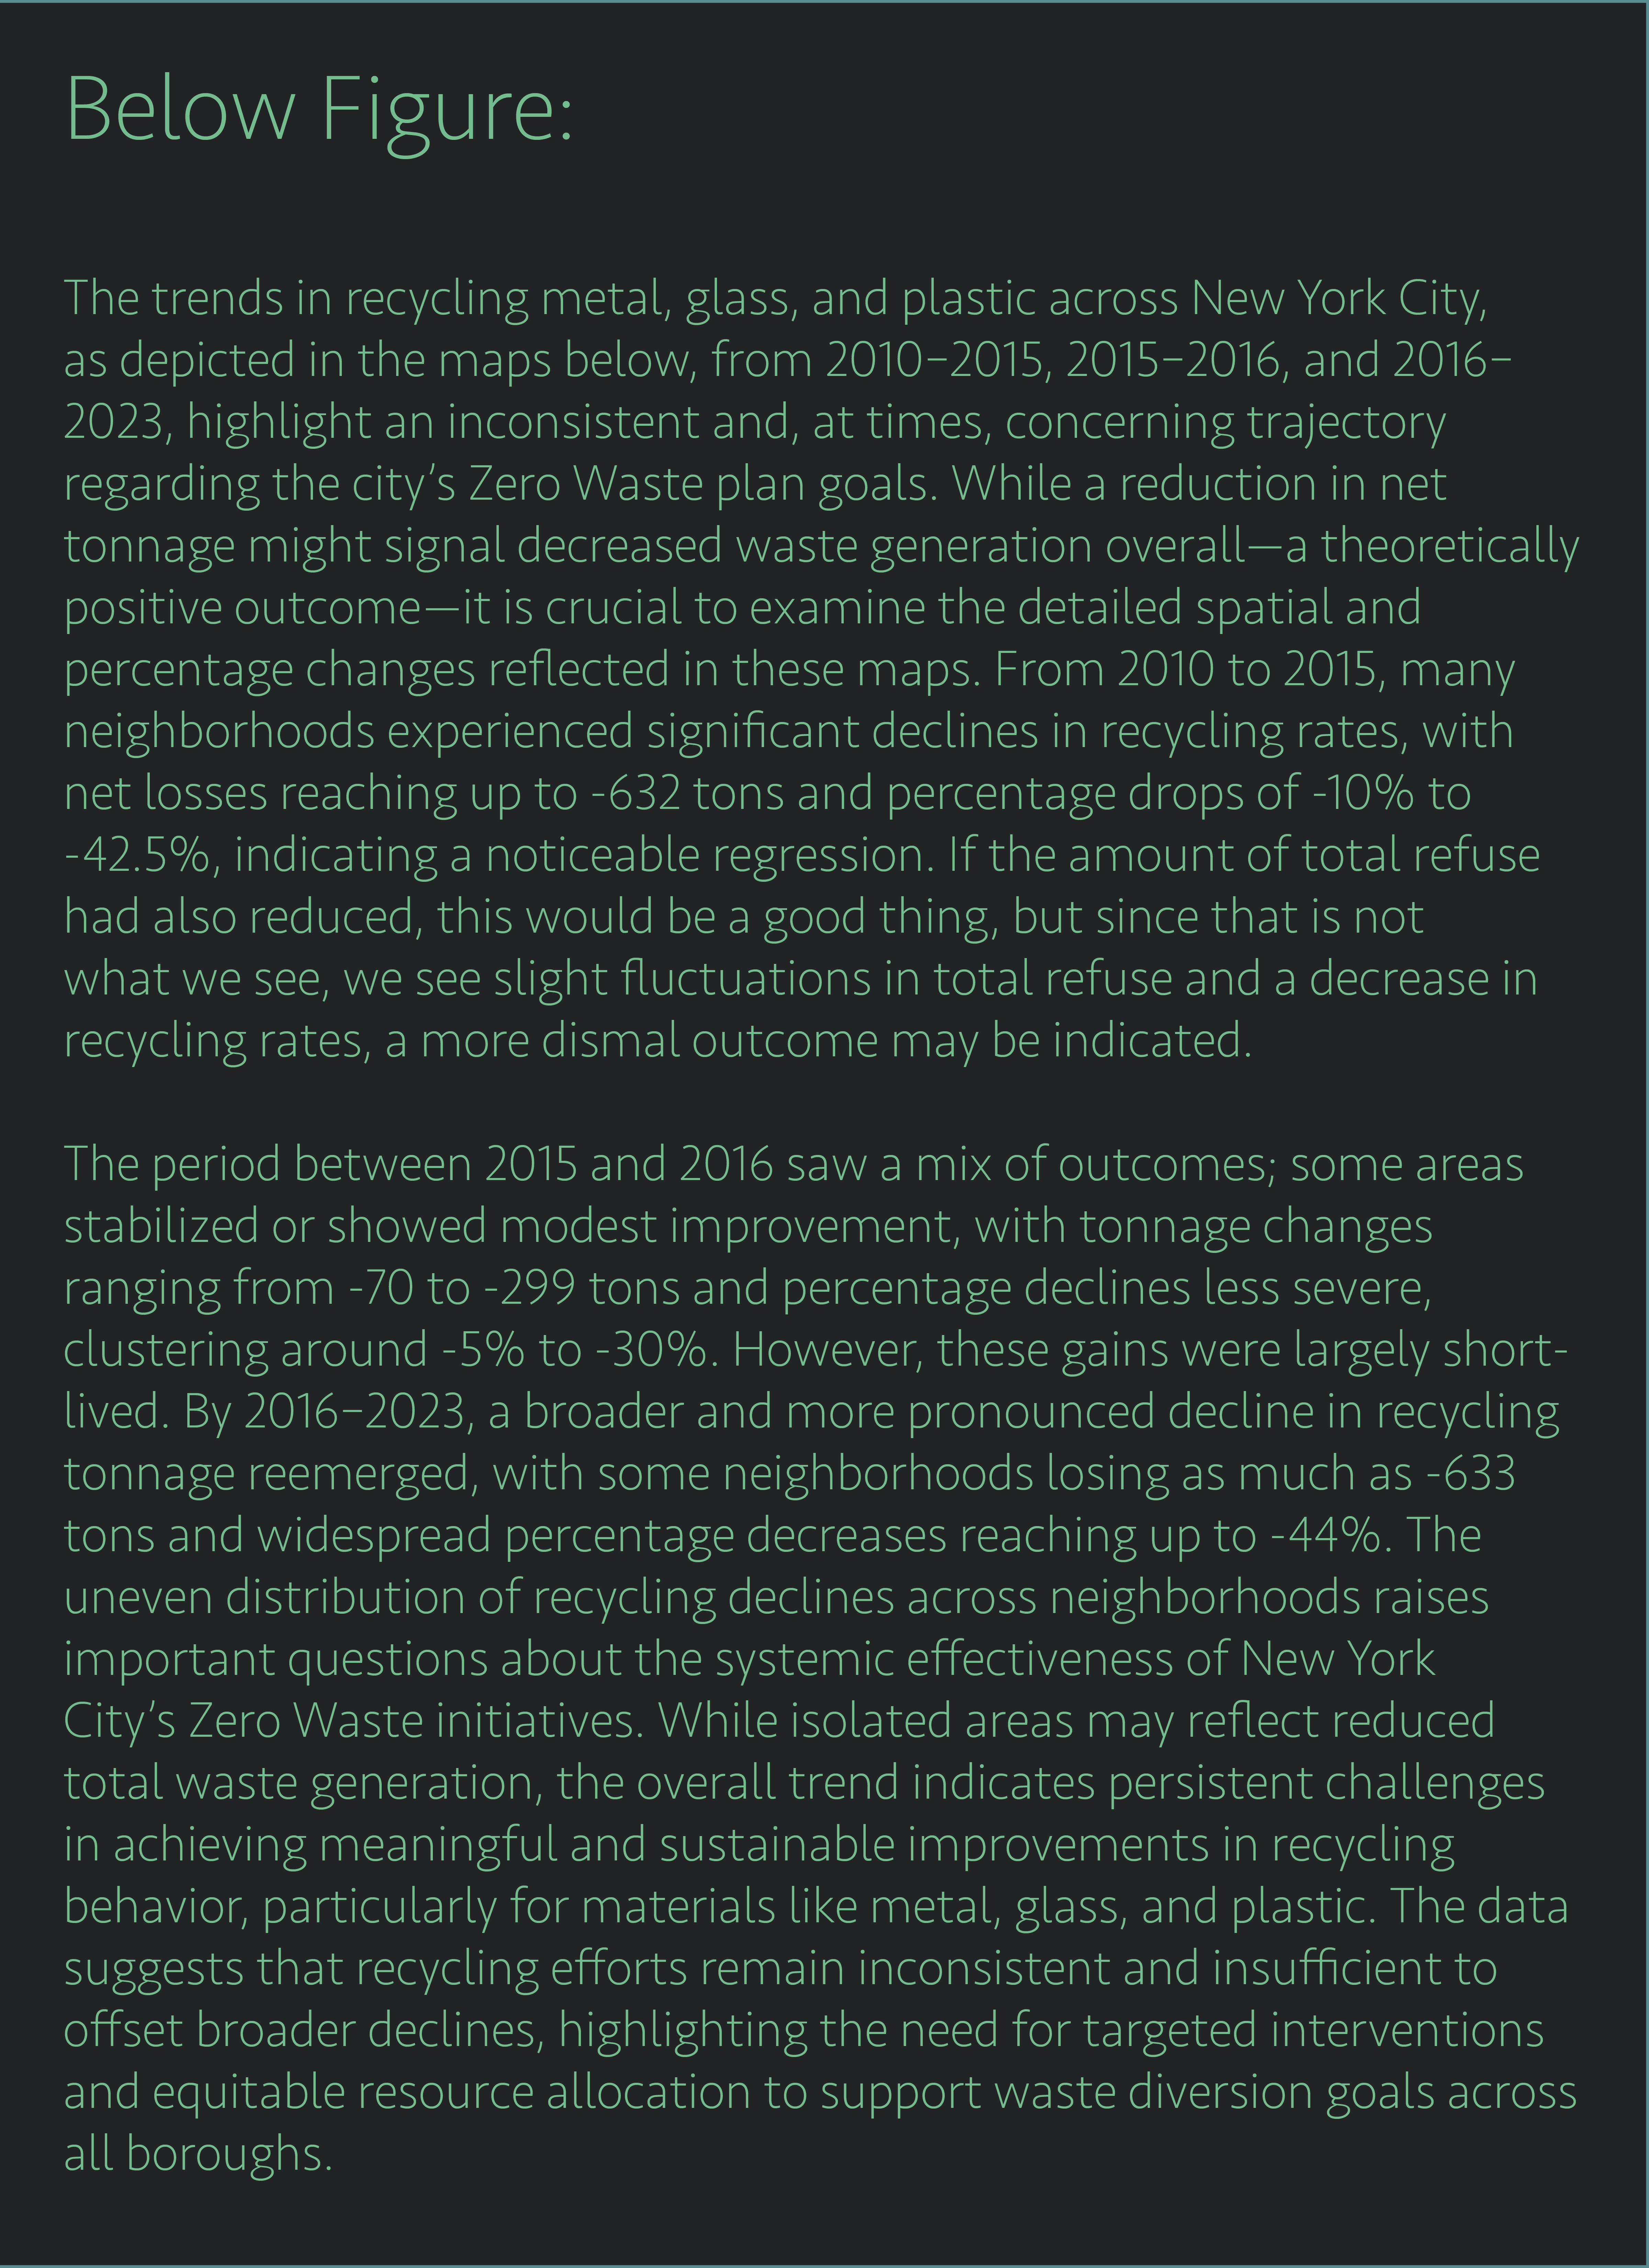 Below Figure:
The trends in recycling metal, glass, and plastic across New York City,
as depicted in the maps below, from 2010–2015, 2015–2016, and 2016–
2023, highlight an inconsistent and, at times, concerning trajectory
regarding the city’s Zero Waste plan goals. While a reduction in net
tonnage might signal decreased waste generation overall—a theoretically
positive outcome—it is crucial to examine the detailed spatial and
percentage changes reflected in these maps. From 2010 to 2015, many
neighborhoods experienced significant declines in recycling rates, with
net losses reaching up to -632 tons and percentage drops of -10% to
-42.5%, indicating a noticeable regression. If the amount of total refuse
had also reduced, this would be a good thing, but since that is not
what we see, we see slight fluctuations in total refuse and a decrease in
recycling rates, a more dismal outcome may be indicated.
The period between 2015 and 2016 saw a mix of outcomes; some areas
stabilized or showed modest improvement, with tonnage changes
ranging from -70 to -299 tons and percentage declines less severe,
clustering around -5% to -30%. However, these gains were largely short-
lived. By 2016–2023, a broader and more pronounced decline in recycling
tonnage reemerged, with some neighborhoods losing as much as -633
tons and widespread percentage decreases reaching up to -44%. The
uneven distribution of recycling declines across neighborhoods raises
important questions about the systemic effectiveness of New York
City’s Zero Waste initiatives. While isolated areas may reflect reduced
total waste generation, the overall trend indicates persistent challenges
in achieving meaningful and sustainable improvements in recycling
behavior, particularly for materials like metal, glass, and plastic. The data
suggests that recycling efforts remain inconsistent and insufficient to
offset broader declines, highlighting the need for targeted interventions
and equitable resource allocation to support waste diversion goals across
all boroughs.